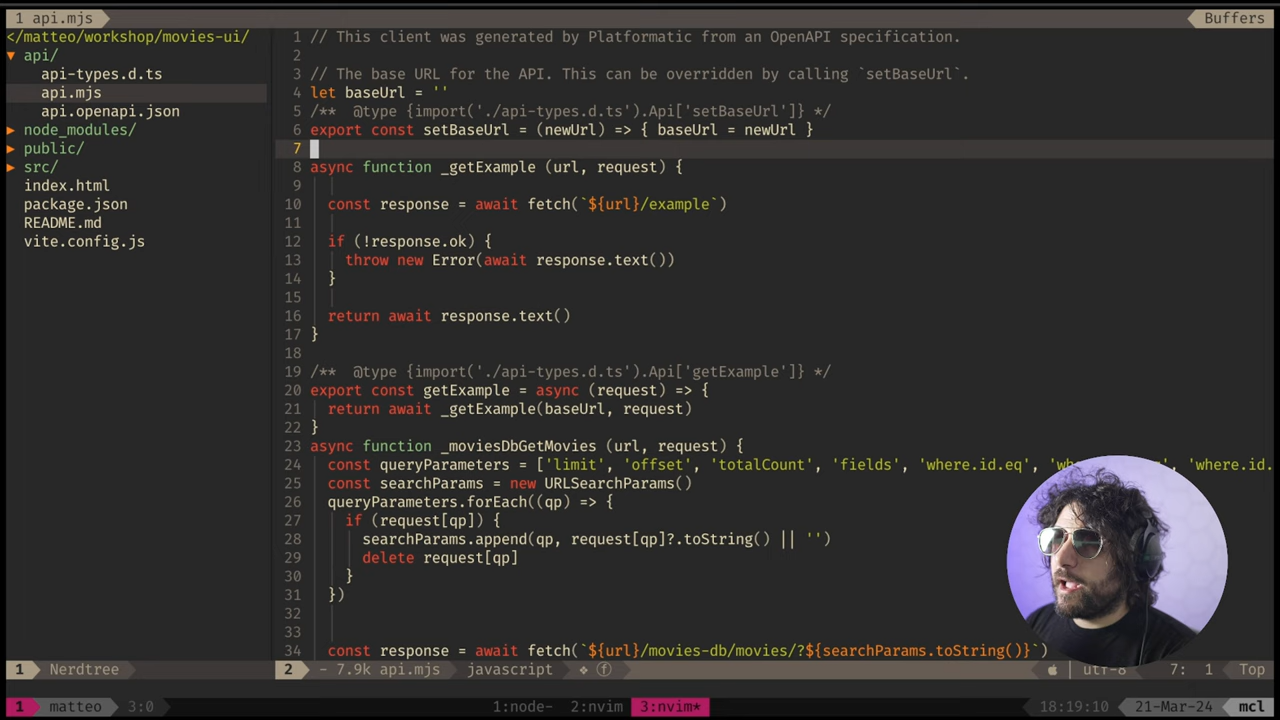 1 api.mjs
Buffers
</matteo/workshop/movies-ui/
▼ api/
api-types.d.ts
api.mjs
api.openapi.json
▶ node_modules/
▶ public/
▶ src/
index.html
package.json
README.md
vite.config.js
1 // This client was generated by Platformatic from an OpenAPI specification.
2
3 // The base URL for the API. This can be overridden by calling `setBaseUrl`.
4 let baseUrl = ''
5 /**  @type {import('./api-types.d.ts').Api['setBaseUrl']} */
6 export const setBaseUrl = (newUrl) => { baseUrl = newUrl }
7
8 async function _getExample (url, request) {
9
10   const response = await fetch(`${url}/example`)
11
12   if (!response.ok) {
13     throw new Error(await response.text())
14   }
15
16   return await response.text()
17 }
18
19 /**  @type {import('./api-types.d.ts').Api['getExample']} */
20 export const getExample = async (request) => {
21   return await _getExample(baseUrl, request)
22 }
23 async function _moviesDbGetMovies (url, request) {
24   const queryParameters = ['limit', 'offset', 'totalCount', 'fields', 'where.id.eq', 'where.id.
25   const searchParams = new URLSearchParams()
26   queryParameters.forEach((qp) => {
27     if (request[qp]) {
28       searchParams.append(qp, request[qp]?.toString() || '')
29       delete request[qp]
30     }
31   })
32
33
34   const response = await fetch(`${url}/movies-db/movies/?${searchParams.toString()}`)
1 Nerdtree
2 - 7.9k api.mjs javascript utf-8 7: 1 Top
1 matteo 3:0 1:node- 2:nvim 3:nvim* 18:19:10 21-Mar-24 mcl